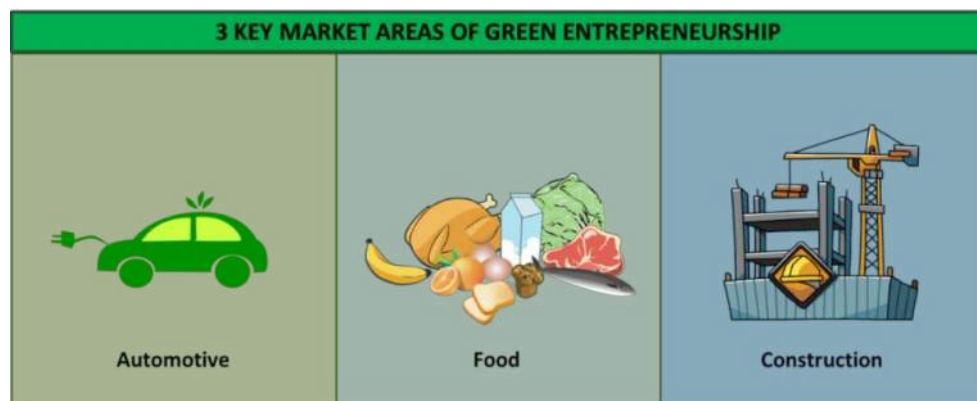 3 KEY MARKET AREAS OF GREEN ENTREPRENEURSHIP
Automotive
Food
Construction